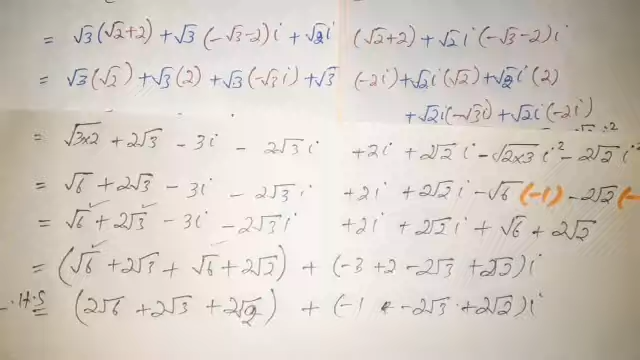 = √3(√2+2) + √3(-√3-2)i + √2i (√2+2) + √2i(-√3-2)i
= √3(√2) + √3(2) + √3(-√3i) + √3 (-2i) + √2i(√2) + √2i(2)
+ √2i(-√3i) + √2i(-2i)
= √3×2 + 2√3 - 3i - 2√3i + 2i + 2√2i - √2×3 i² - 2√2 i²
= √6 + 2√3 - 3i - 2√3i + 2i + 2√2i - √6(-1) - 2√2(-
= √6 + 2√3 - 3i - 2√3i + 2i + 2√2i + √6 + 2√2
= (√6 + 2√3 + √6 + 2√2) + (-3 + 2 - 2√3 + 2√2)i
.H.S = (2√6 + 2√3 + 2√2) + (-1 - 2√3 + 2√2)i